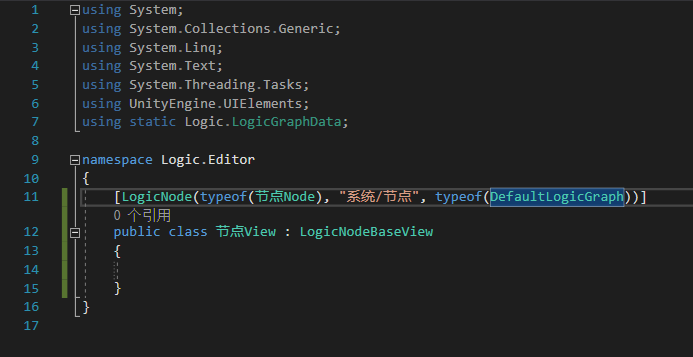 1 using System;
2 using System.Collections.Generic;
3 using System.Linq;
4 using System.Text;
5 using System.Threading.Tasks;
6 using UnityEngine.UIElements;
7 using static Logic.LogicGraphData;
8
9 namespace Logic.Editor
10 {
11 [LogicNode(typeof(节点Node), "系统/节点", typeof(DefaultLogicGraph))]
0 个引用
12 public class 节点View : LogicNodeBaseView
13 {
14
15 }
16 }
17